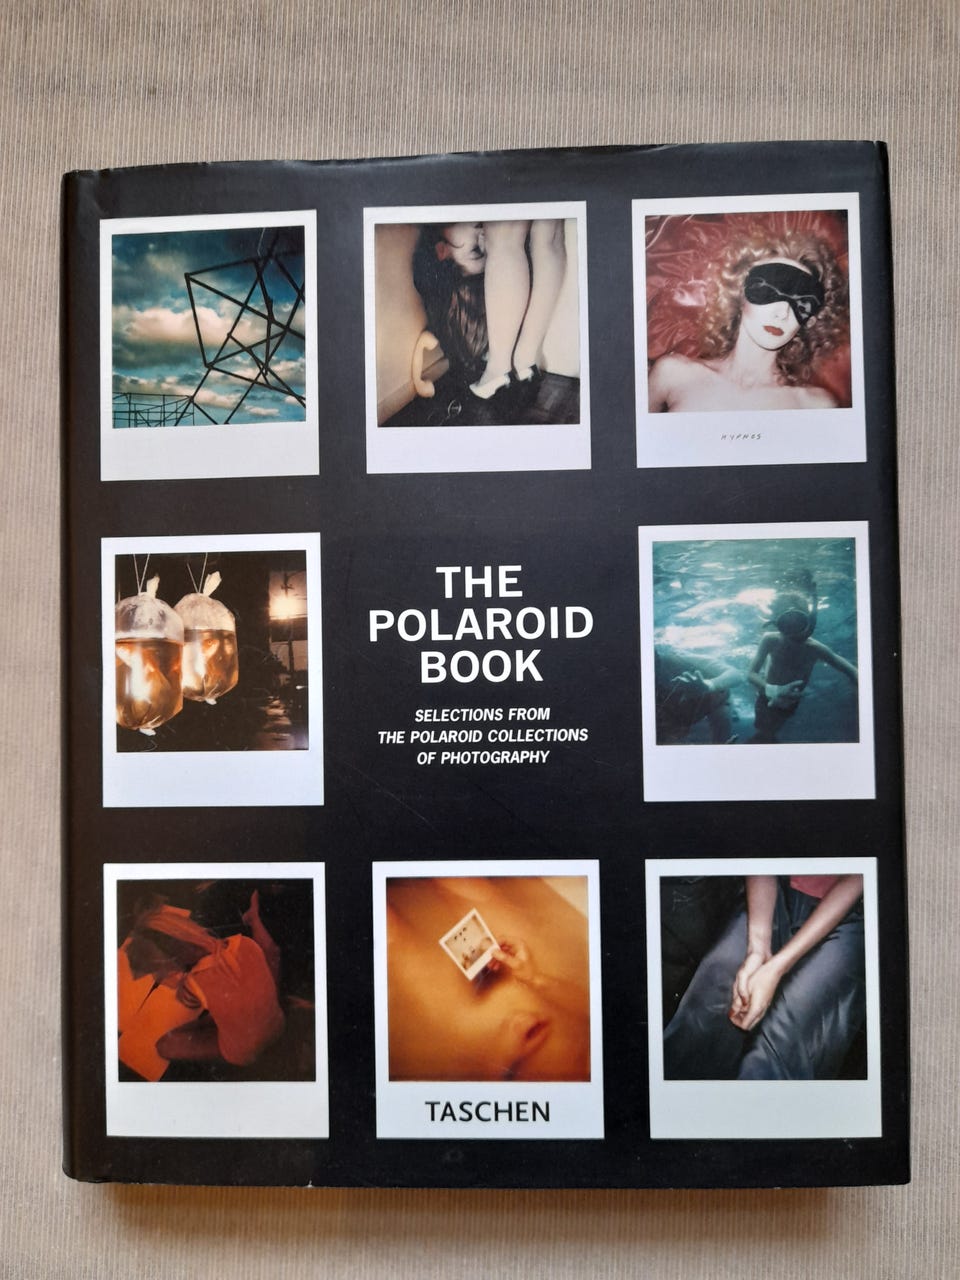 HYPNOS
THE
POLAROID
BOOK
SELECTIONS FROM
THE POLAROID COLLECTIONS
OF PHOTOGRAPHY
TASCHEN